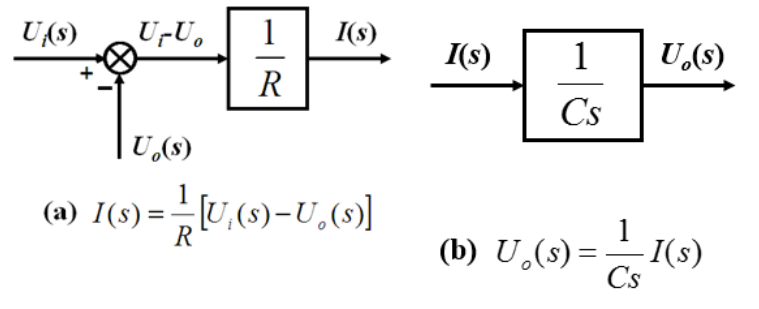 Uᵢ(s) Uᵢ-Uₒ 1/R I(s)
+
−
Uₒ(s)
(a) I(s) = 1/R [Uᵢ(s) − Uₒ(s)]
I(s) 1/Cs Uₒ(s)
(b) Uₒ(s) = 1/Cs I(s)